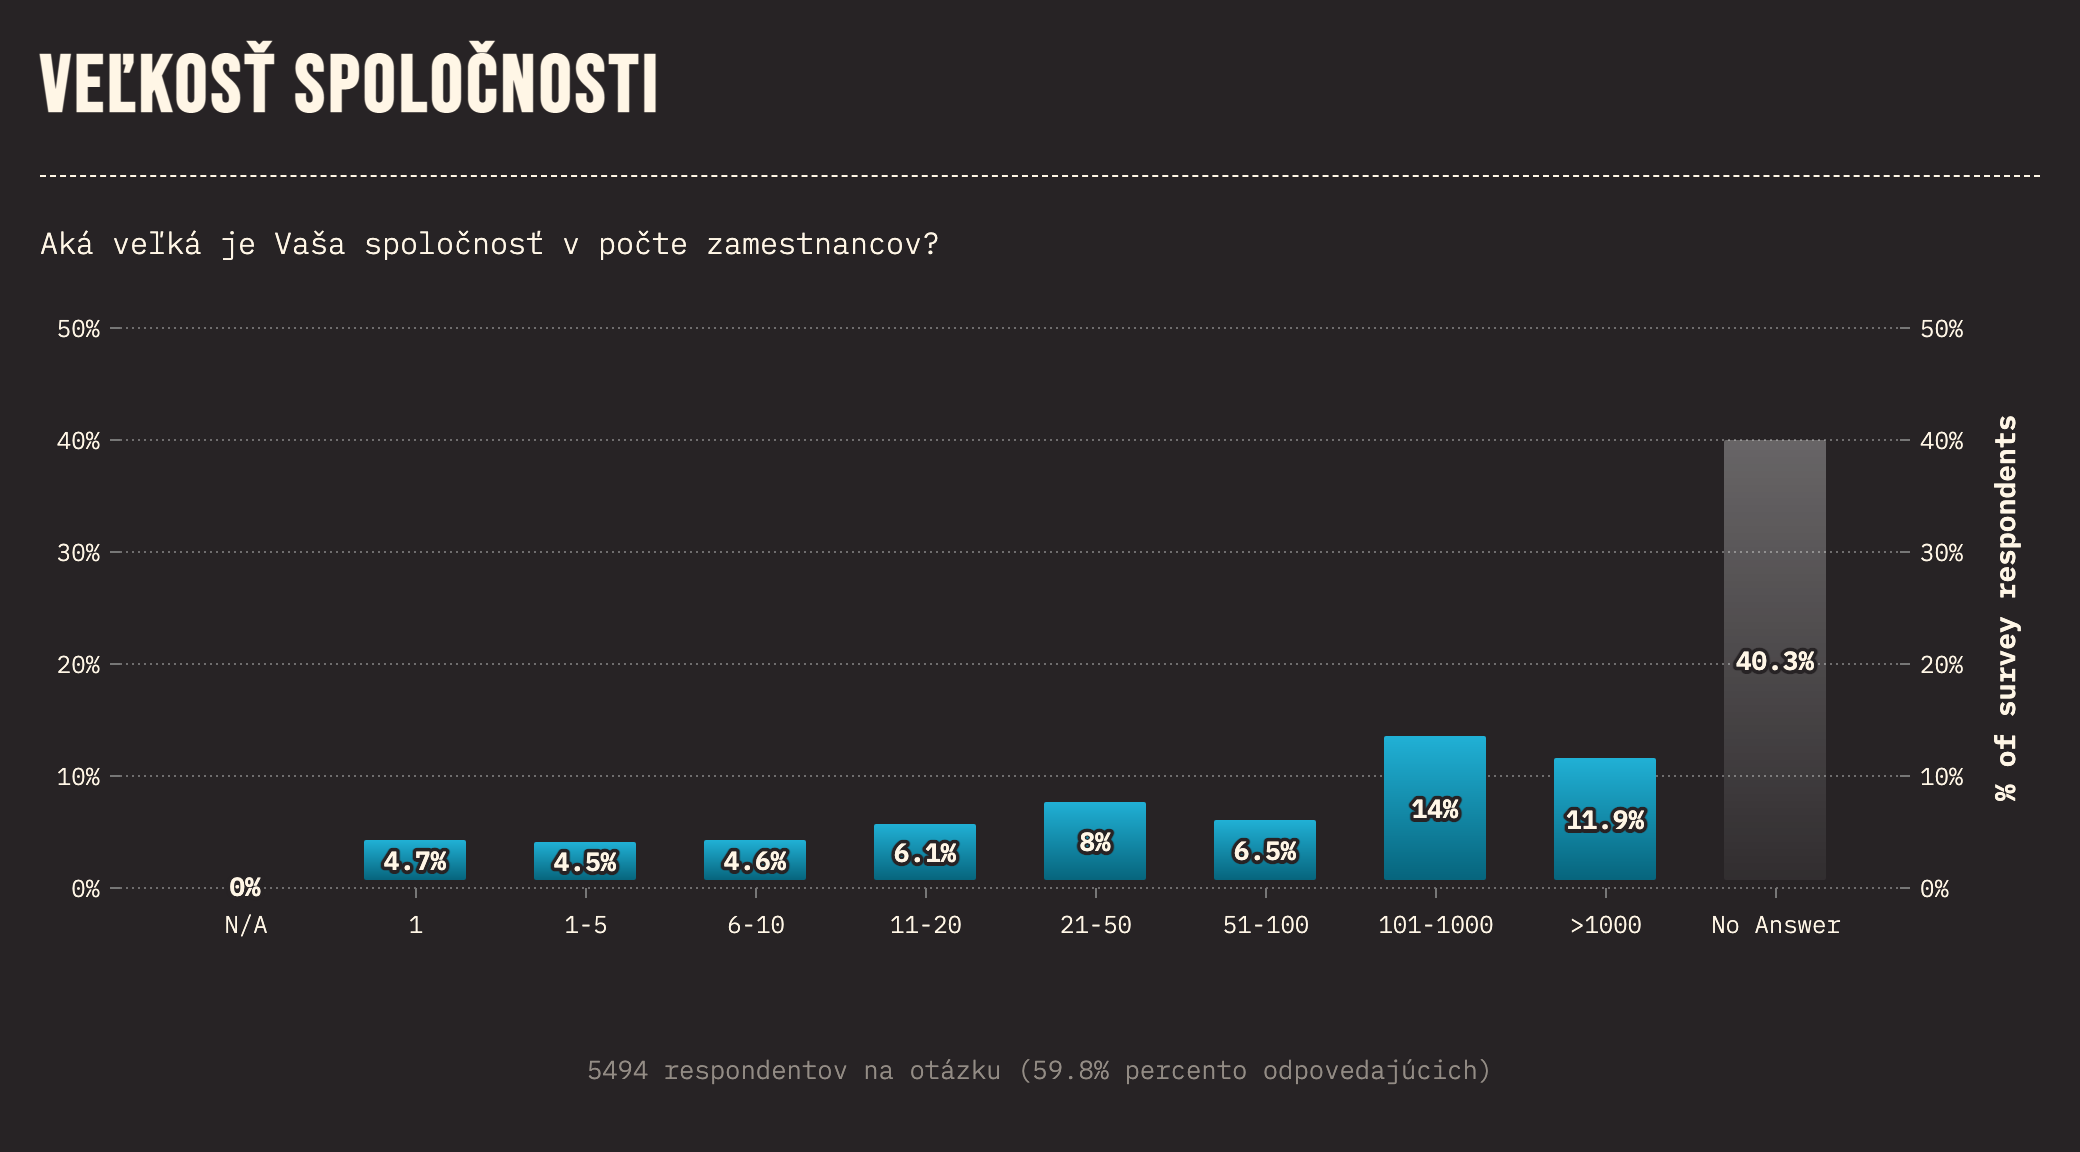 VEĽKOSŤ SPOLOČNOSTI
Aká veľká je Vaša spoločnosť v počte zamestnancov?
50% 50%
40% 40%
30% 30%
20% 20%
10% 10%
0% 0%
% of survey respondents
0% 4.7% 4.5% 4.6% 6.1% 8% 6.5% 14% 11.9% 40.3%
N/A 1 1-5 6-10 11-20 21-50 51-100 101-1000 >1000 No Answer
5494 respondentov na otázku (59.8% percento odpovedajúcich)